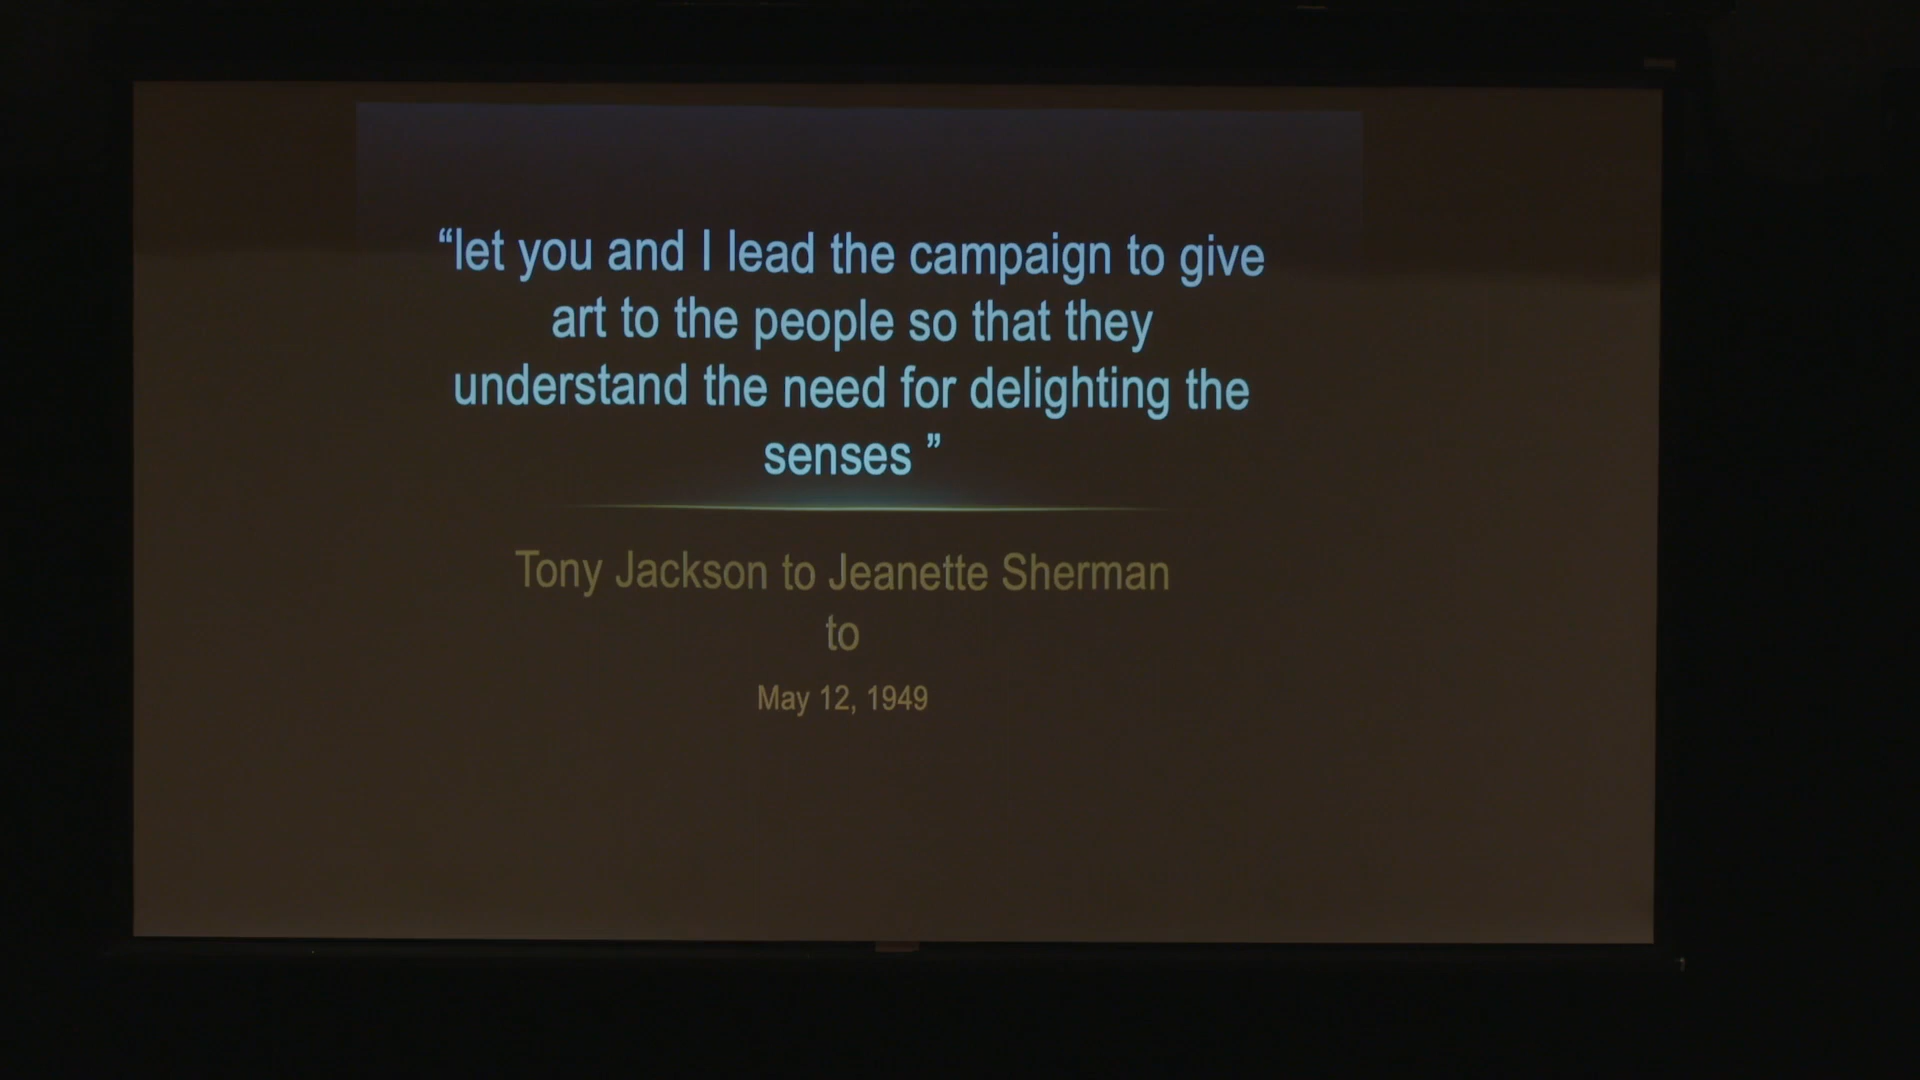 “let you and I lead the campaign to give
art to the people so that they
understand the need for delighting the
senses ”
Tony Jackson to Jeanette Sherman
to
May 12, 1949